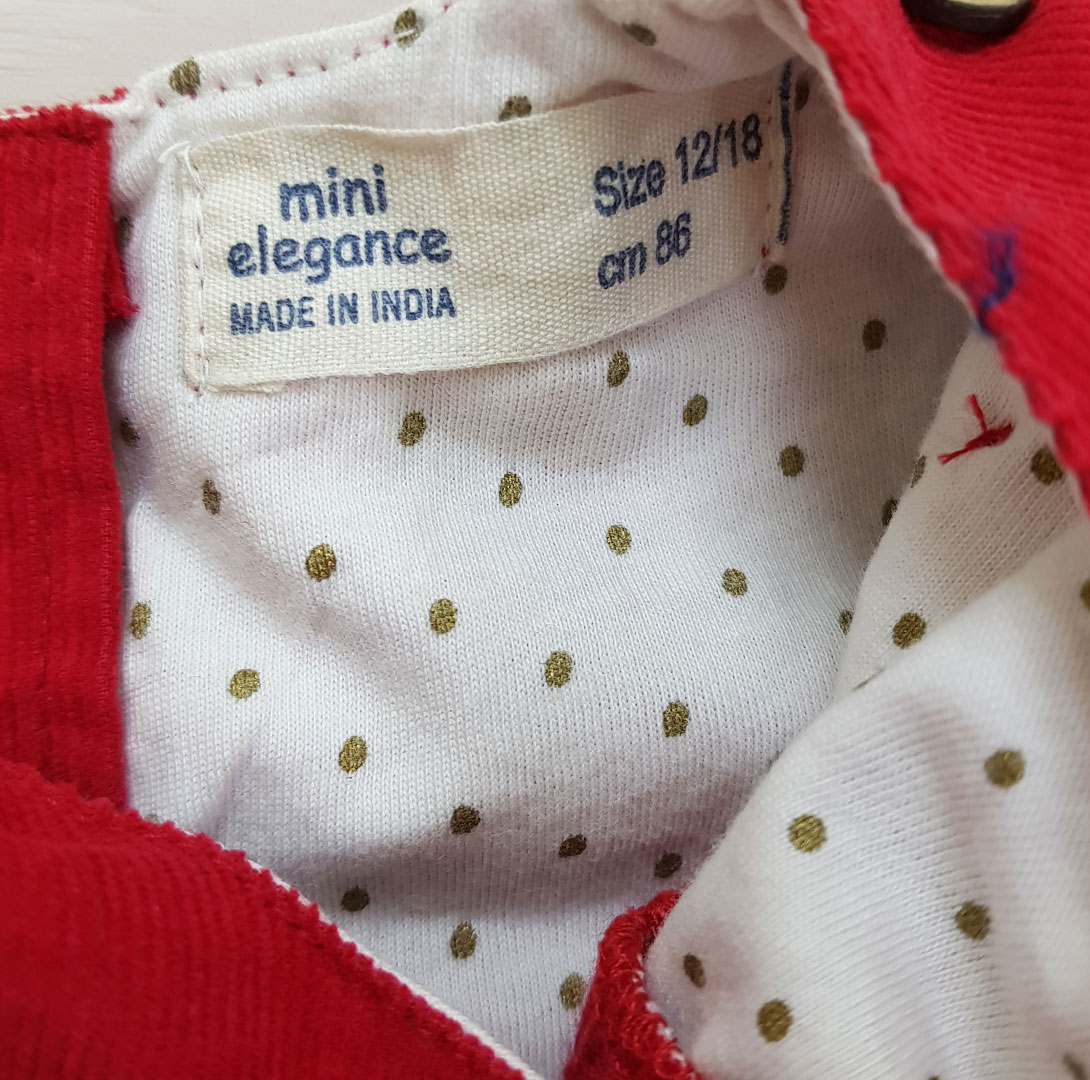 mini
elegance
MADE IN INDIA
Size 12/18
cm 86